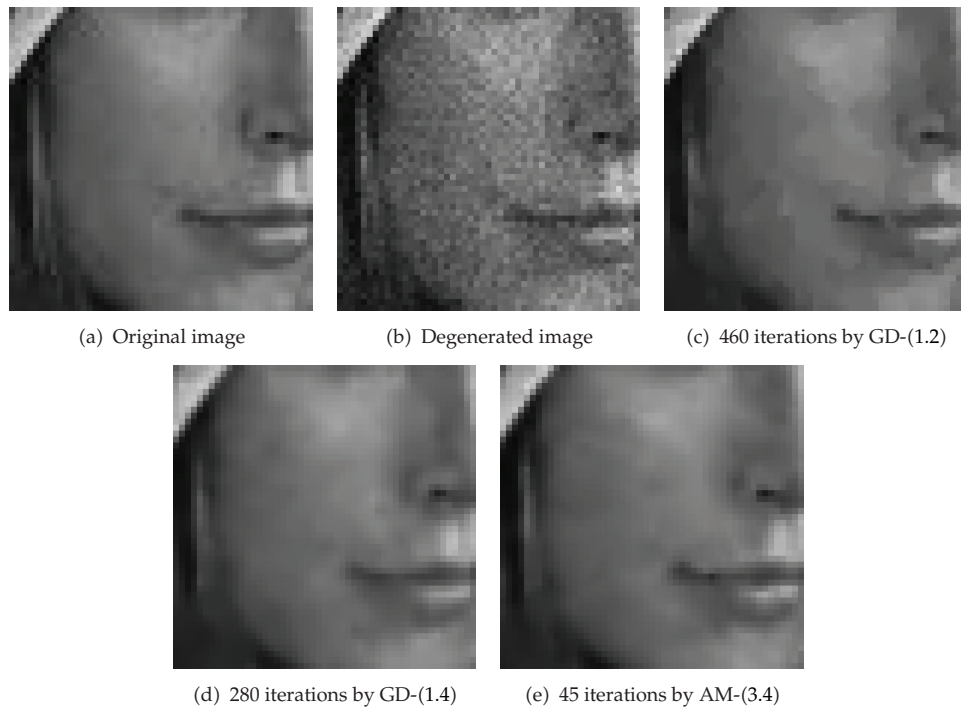 (a) Original image
(b) Degenerated image
(c) 460 iterations by GD-(1.2)
(d) 280 iterations by GD-(1.4)
(e) 45 iterations by AM-(3.4)